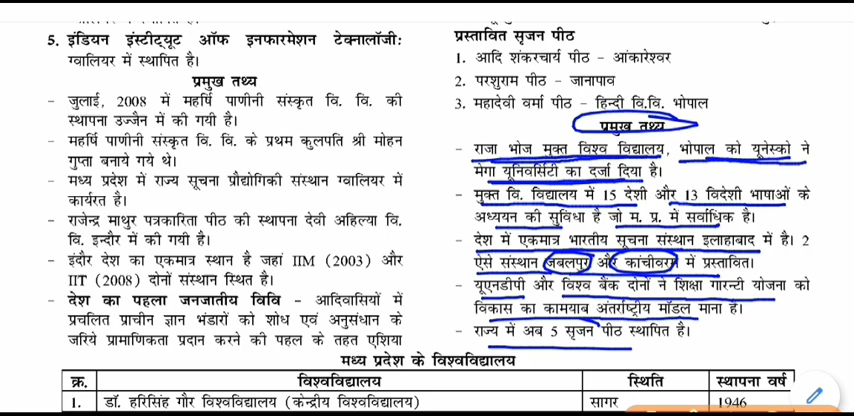 5. इंडियन इंस्टीट्यूट ऑफ इनफारमेशन टेक्नालॉजी:
ग्वालियर में स्थापित है।
प्रमुख तथ्य
- जुलाई, 2008 में महर्षि पाणीनी संस्कृत वि. वि. की
स्थापना उज्जैन में की गयी है।
- महर्षि पाणीनी संस्कृत वि. वि. के प्रथम कुलपति श्री मोहन
गुप्ता बनाये गये थे।
- मध्य प्रदेश में राज्य सूचना प्रौद्योगिकी संस्थान ग्वालियर में
कार्यरत है।
- राजेन्द्र माथुर पत्रकारिता पीठ की स्थापना देवी अहिल्या वि.
वि. इन्दौर में की गयी है।
- इंदौर देश का एकमात्र स्थान है जहां IIM (2003) और
IIT (2008) दोनों संस्थान स्थित है।
- देश का पहला जनजातीय विवि - आदिवासियों में
प्रचलित प्राचीन ज्ञान भंडारों को शोध एवं अनुसंधान के
जरिये प्रामाणिकता प्रदान करने की पहल के तहत एशिया
प्रस्तावित सृजन पीठ
1. आदि शंकरचार्य पीठ - आंकारेश्वर
2. परशुराम पीठ - जानापाव
3. महादेवी वर्मा पीठ - हिन्दी वि.वि. भोपाल
प्रमुख तथ्य
- राजा भोज मुक्त विश्व विद्यालय, भोपाल को यूनेस्को ने
मेगा यूनिवर्सिटी का दर्जा दिया है।
- मुक्त वि. विद्यालय में 15 देशी और 13 विदेशी भाषाओं के
अध्ययन की सुविधा है जो म. प्र. में सर्वाधिक है।
- देश में एकमात्र भारतीय सूचना संस्थान इलाहाबाद में है। 2
ऐसे संस्थान जबलपुर और कांचीवरम में प्रस्तावित।
- यूएनडीपी और विश्व बैंक दोनों ने शिक्षा गारन्टी योजना को
विकास का कामयाब अंतर्राष्ट्रीय मॉडल माना है।
- राज्य में अब 5 सृजन पीठ स्थापित है।
मध्य प्रदेश के विश्वविद्यालय
क्र. विश्वविद्यालय स्थिति स्थापना वर्ष
1. डॉ. हरिसिंह गौर विश्वविद्यालय (केन्द्रीय विश्वविद्यालय) सागर 1946